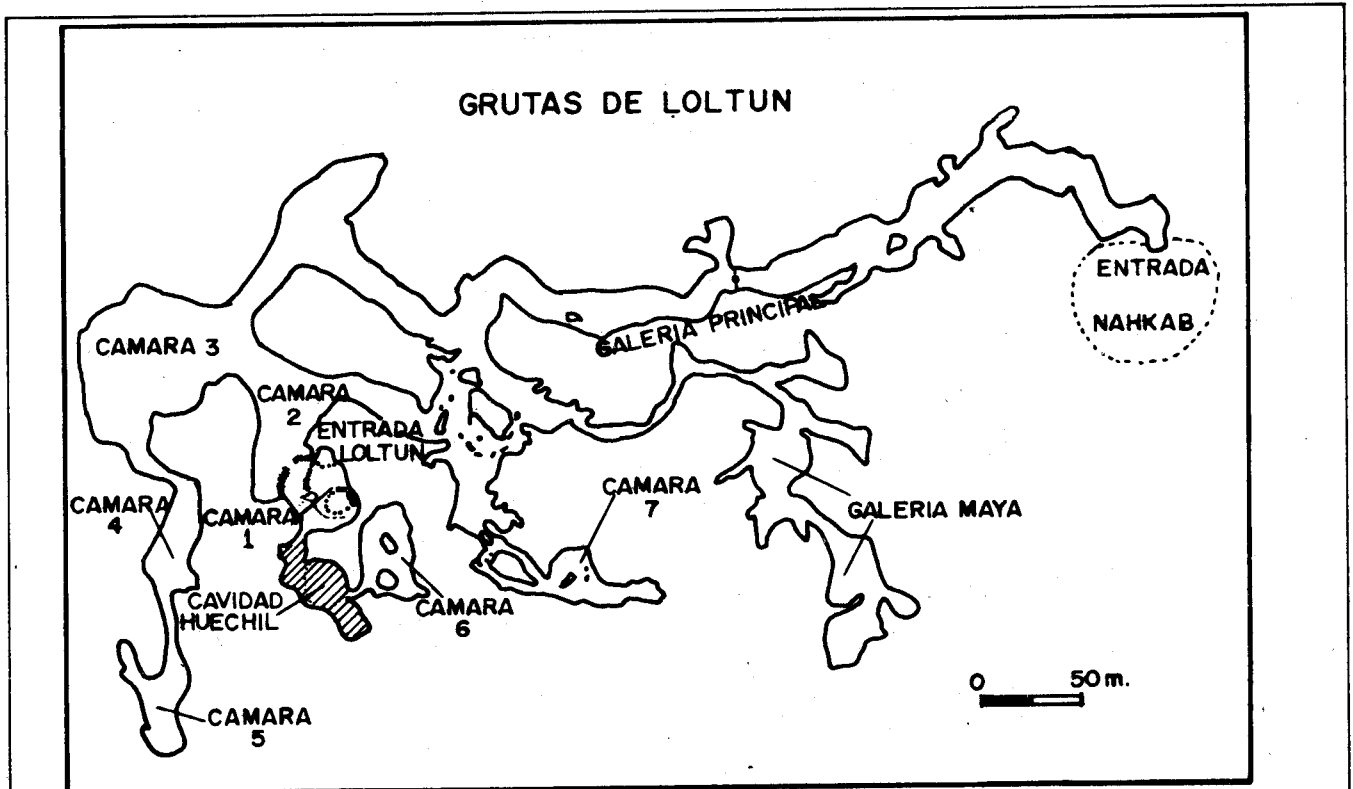 GRUTAS DE LOLTUN
ENTRADA
NAHKAB
GALERIA PRINCIPAL
CAMARA 3
CAMARA
2
ENTRADA
LOLTUN
CAMARA
4
CAMARA
1
CAMARA
7
GALERIA MAYA
CAVIDAD
HUECHIL
CAMARA
6
CAMARA
5
0 50 m.